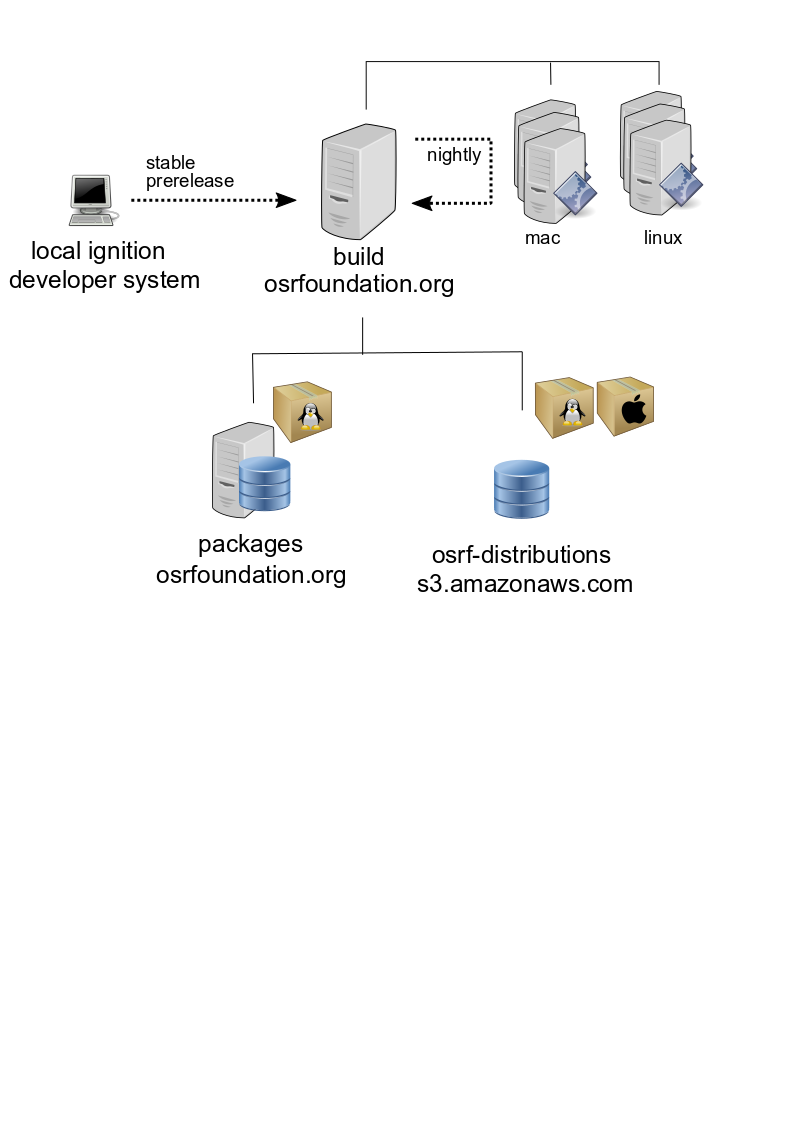 stable
prerelease
nightly
local ignition
developer system
build
osrfoundation.org
mac
linux
packages
osrfoundation.org
osrf-distributions
s3.amazonaws.com